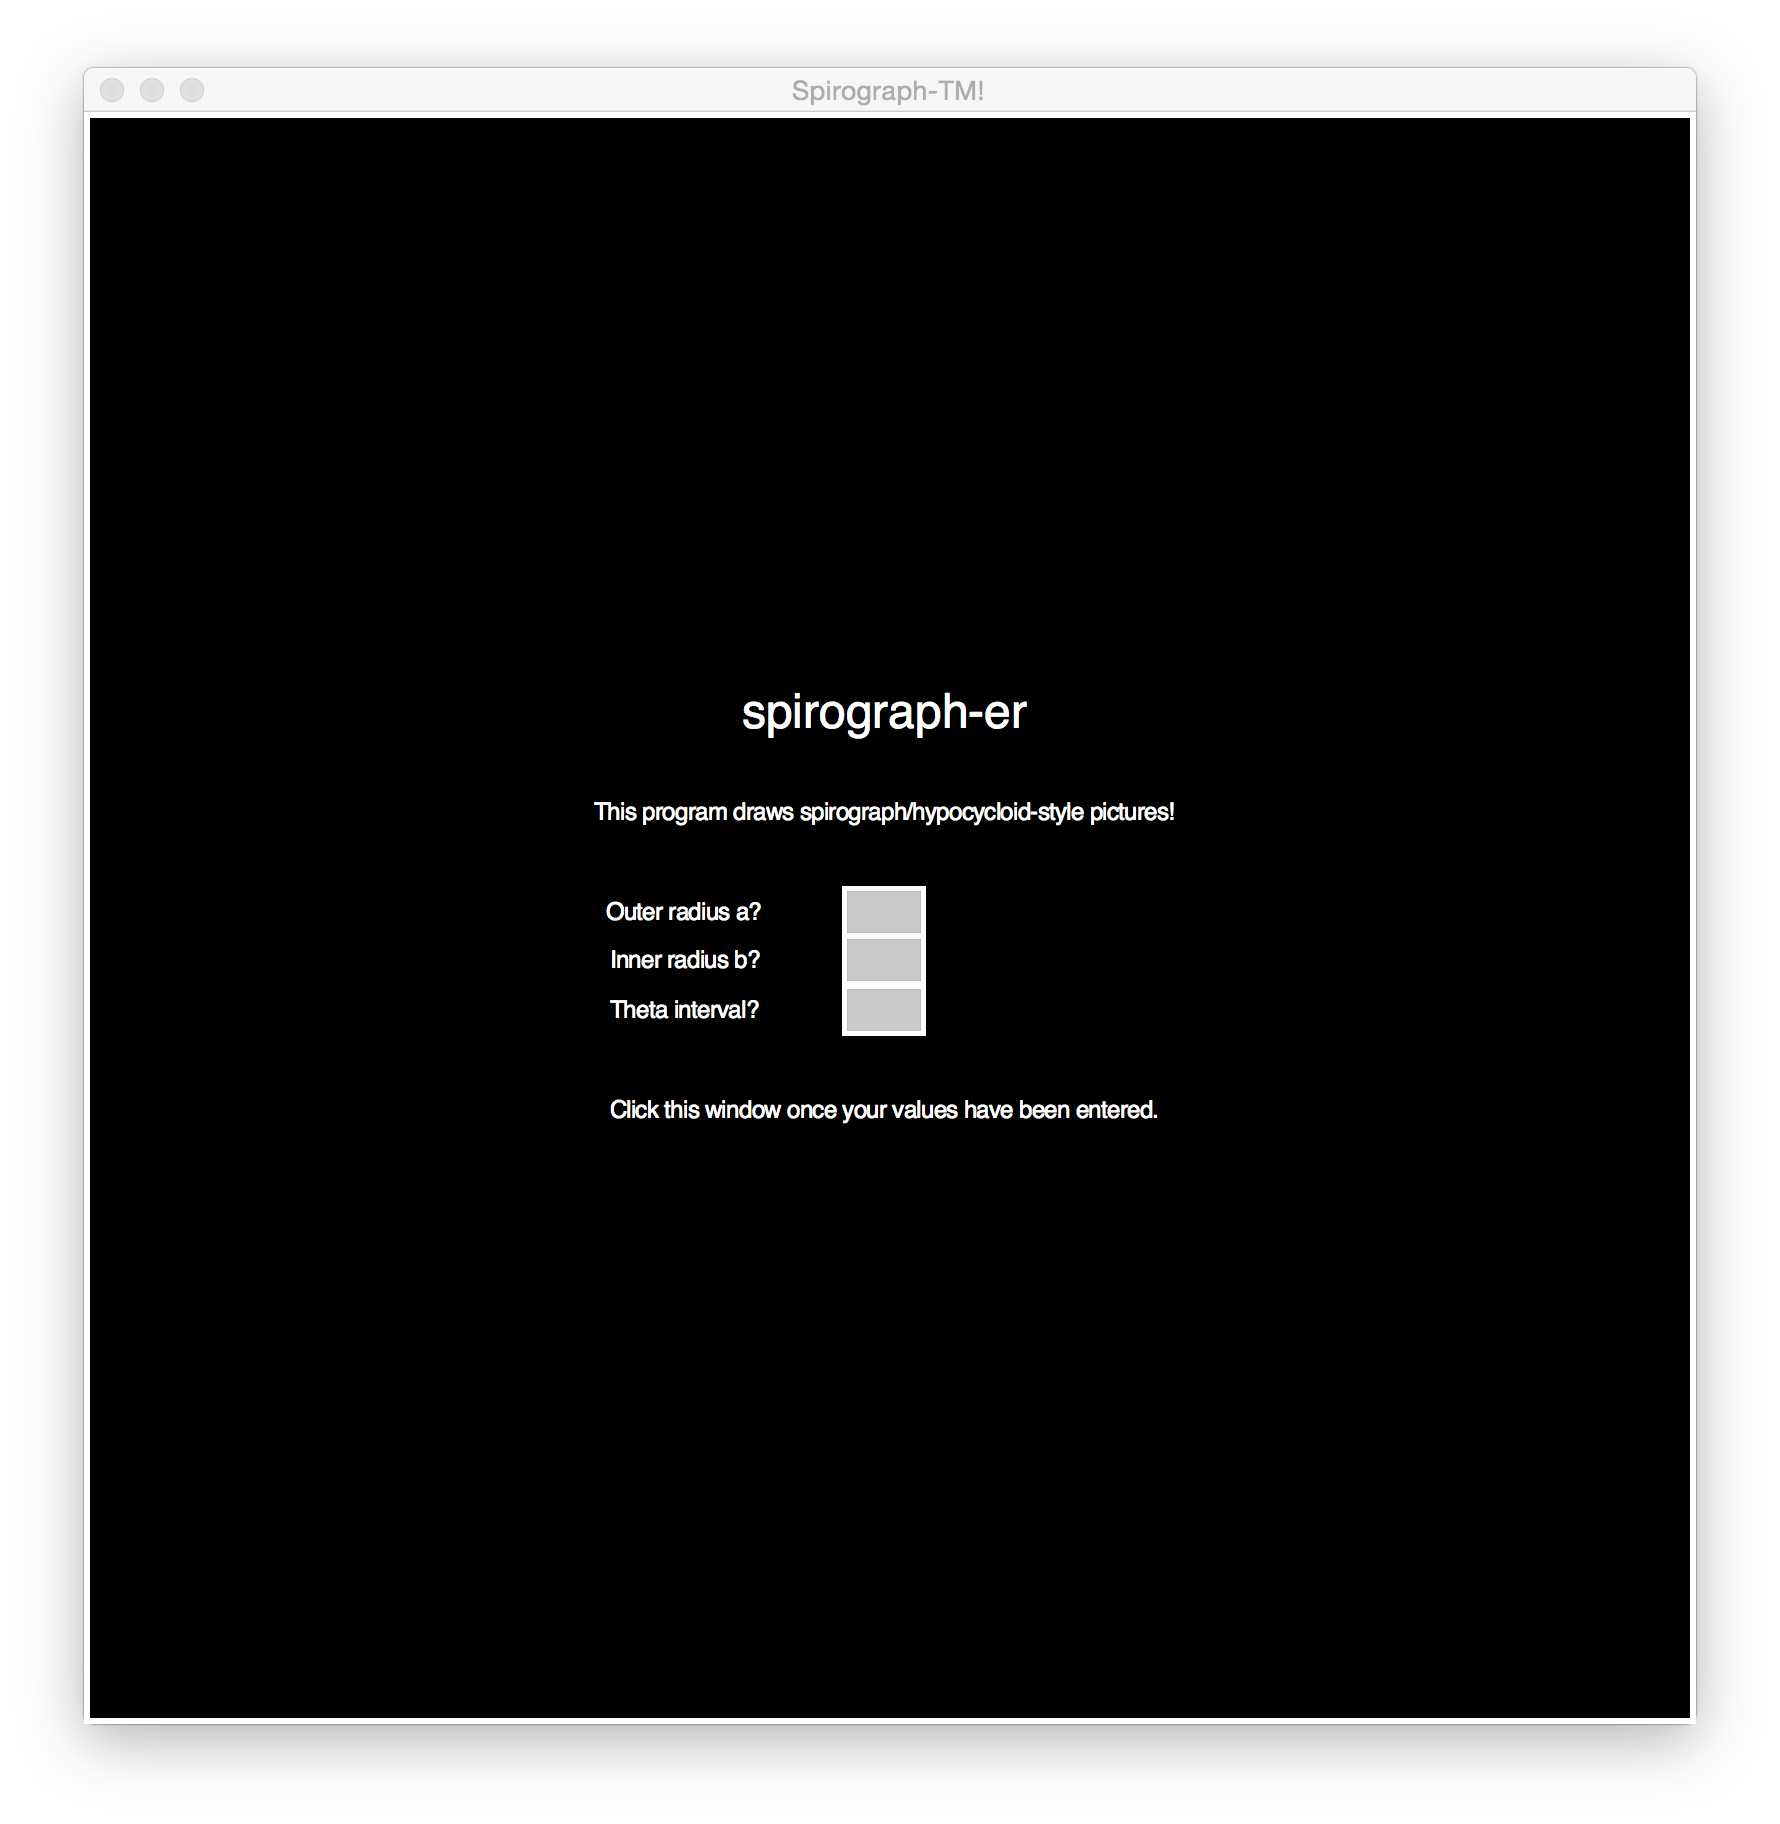 Spirograph-TM!
spirograph-er
This program draws spirograph/hypocycloid-style pictures!
Outer radius a?
Inner radius b?
Theta interval?
Click this window once your values have been entered.